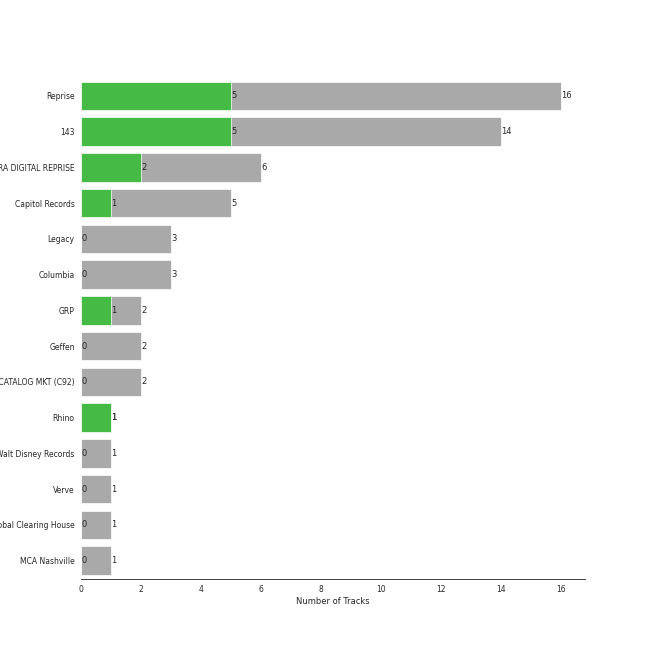 Reprise 5 16
143 5 14
RA DIGITAL REPRISE 2 6
Capitol Records 1 5
Legacy 0 3
Columbia 0 3
GRP 1 2
Geffen 0 2
CATALOG MKT (C92) 0 2
Rhino 1
Walt Disney Records 0 1
Verve 0 1
obal Clearing House 0 1
MCA Nashville 0 1
0 2 4 6 8 10 12 14 16
Number of Tracks